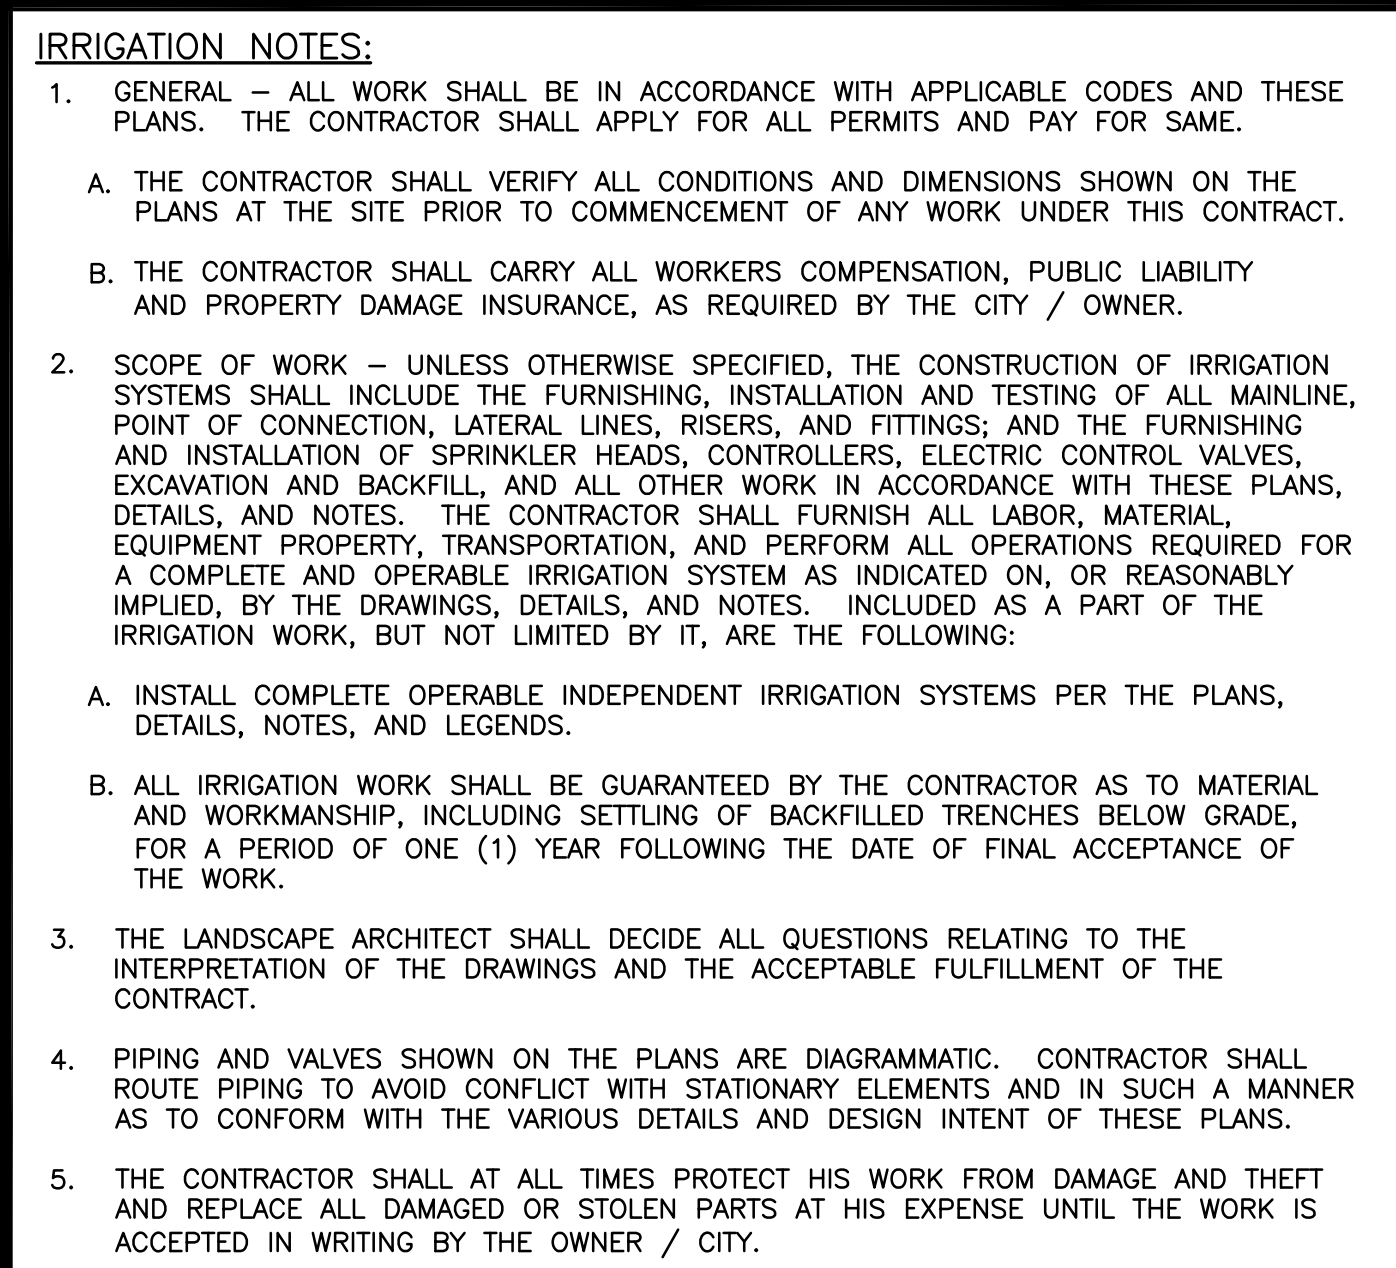 IRRIGATION NOTES:
1. GENERAL – ALL WORK SHALL BE IN ACCORDANCE WITH APPLICABLE CODES AND THESE
PLANS. THE CONTRACTOR SHALL APPLY FOR ALL PERMITS AND PAY FOR SAME.
A. THE CONTRACTOR SHALL VERIFY ALL CONDITIONS AND DIMENSIONS SHOWN ON THE
PLANS AT THE SITE PRIOR TO COMMENCEMENT OF ANY WORK UNDER THIS CONTRACT.
B. THE CONTRACTOR SHALL CARRY ALL WORKERS COMPENSATION, PUBLIC LIABILITY
AND PROPERTY DAMAGE INSURANCE, AS REQUIRED BY THE CITY / OWNER.
2. SCOPE OF WORK – UNLESS OTHERWISE SPECIFIED, THE CONSTRUCTION OF IRRIGATION
SYSTEMS SHALL INCLUDE THE FURNISHING, INSTALLATION AND TESTING OF ALL MAINLINE,
POINT OF CONNECTION, LATERAL LINES, RISERS, AND FITTINGS; AND THE FURNISHING
AND INSTALLATION OF SPRINKLER HEADS, CONTROLLERS, ELECTRIC CONTROL VALVES,
EXCAVATION AND BACKFILL, AND ALL OTHER WORK IN ACCORDANCE WITH THESE PLANS,
DETAILS, AND NOTES. THE CONTRACTOR SHALL FURNISH ALL LABOR, MATERIAL,
EQUIPMENT PROPERTY, TRANSPORTATION, AND PERFORM ALL OPERATIONS REQUIRED FOR
A COMPLETE AND OPERABLE IRRIGATION SYSTEM AS INDICATED ON, OR REASONABLY
IMPLIED, BY THE DRAWINGS, DETAILS, AND NOTES. INCLUDED AS A PART OF THE
IRRIGATION WORK, BUT NOT LIMITED BY IT, ARE THE FOLLOWING:
A. INSTALL COMPLETE OPERABLE INDEPENDENT IRRIGATION SYSTEMS PER THE PLANS,
DETAILS, NOTES, AND LEGENDS.
B. ALL IRRIGATION WORK SHALL BE GUARANTEED BY THE CONTRACTOR AS TO MATERIAL
AND WORKMANSHIP, INCLUDING SETTLING OF BACKFILLED TRENCHES BELOW GRADE,
FOR A PERIOD OF ONE (1) YEAR FOLLOWING THE DATE OF FINAL ACCEPTANCE OF
THE WORK.
3. THE LANDSCAPE ARCHITECT SHALL DECIDE ALL QUESTIONS RELATING TO THE
INTERPRETATION OF THE DRAWINGS AND THE ACCEPTABLE FULFILLMENT OF THE
CONTRACT.
4. PIPING AND VALVES SHOWN ON THE PLANS ARE DIAGRAMMATIC. CONTRACTOR SHALL
ROUTE PIPING TO AVOID CONFLICT WITH STATIONARY ELEMENTS AND IN SUCH A MANNER
AS TO CONFORM WITH THE VARIOUS DETAILS AND DESIGN INTENT OF THESE PLANS.
5. THE CONTRACTOR SHALL AT ALL TIMES PROTECT HIS WORK FROM DAMAGE AND THEFT
AND REPLACE ALL DAMAGED OR STOLEN PARTS AT HIS EXPENSE UNTIL THE WORK IS
ACCEPTED IN WRITING BY THE OWNER / CITY.